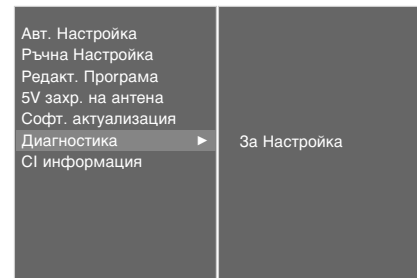 Авт. Настройка
Ръчна Настройка
Редакт. Програма
5V захр. на антена
Софт. актуализация
Диагностика ►
За Настройка
CI информация